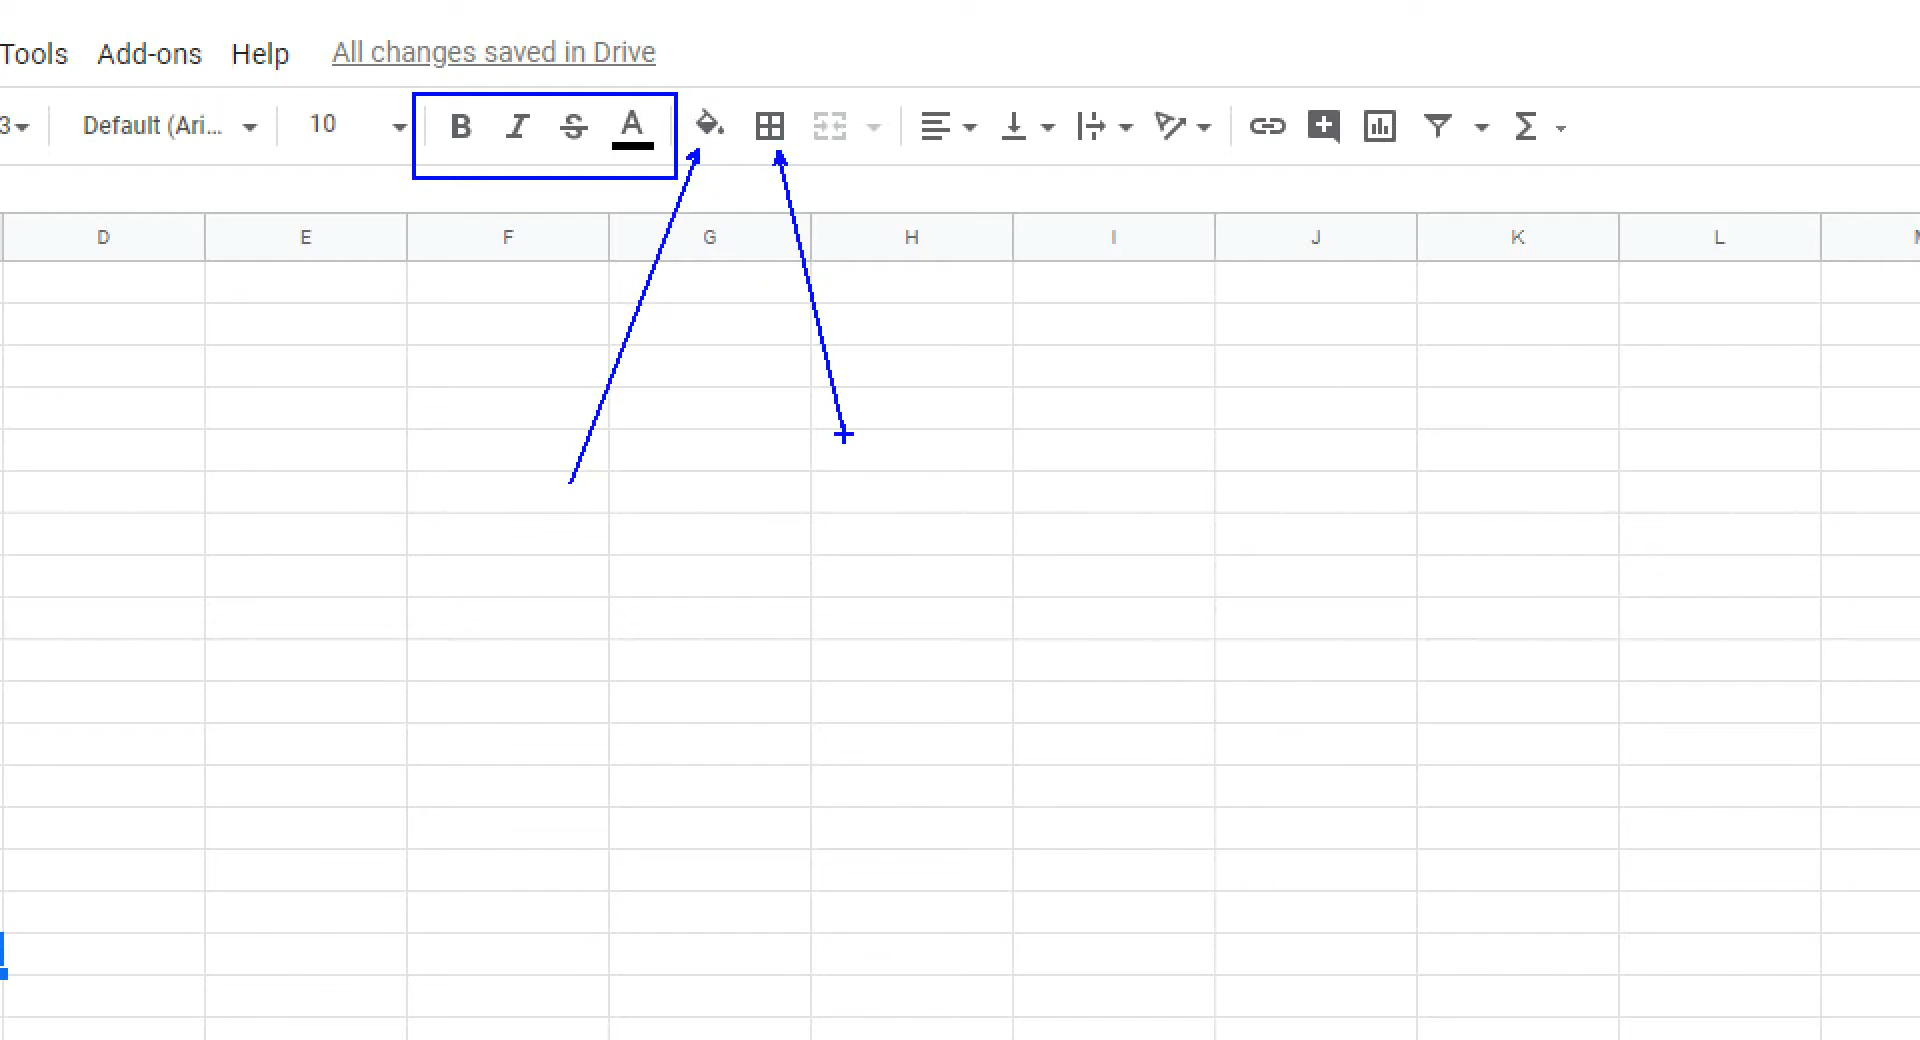 Tools Add-ons Help All changes saved in Drive
3 Default (Ari... 10 B I S A Σ
D E F G H I J K L